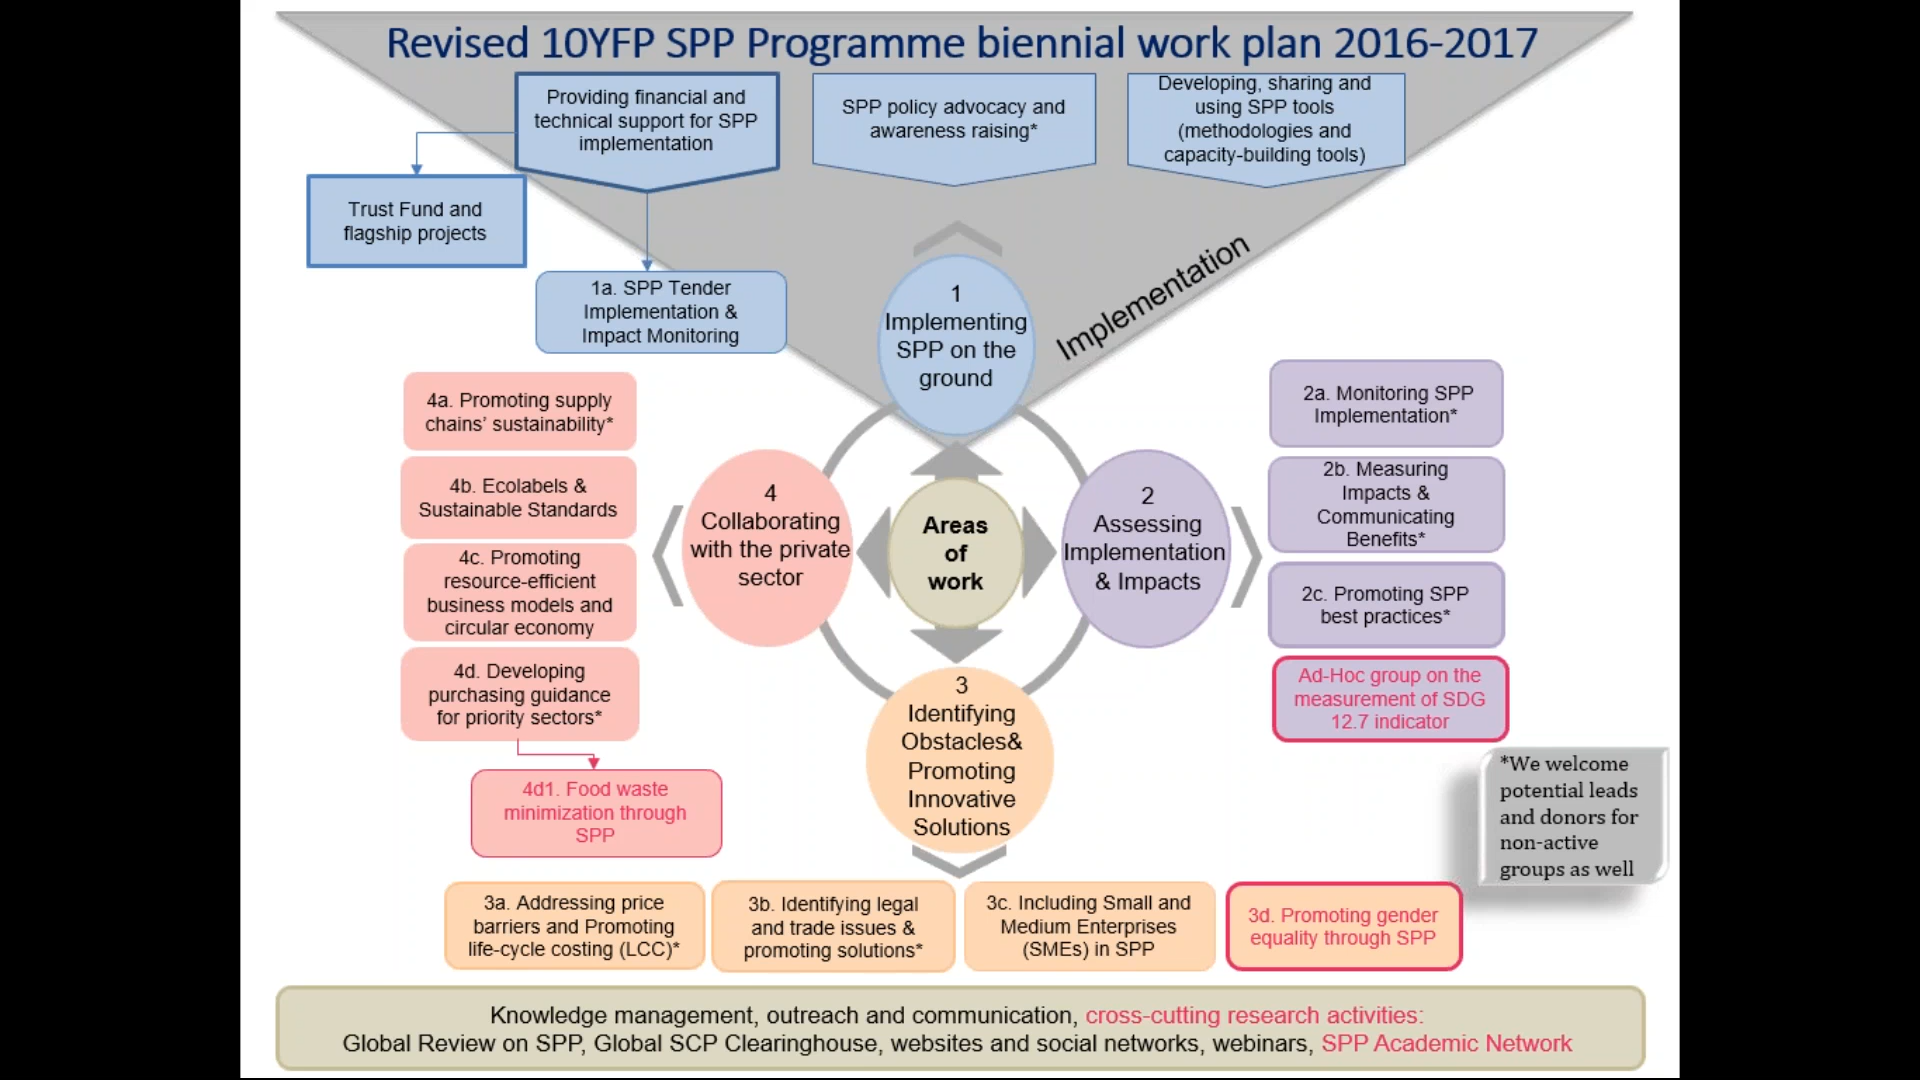 Revised 10YFP SPP Programme biennial work plan 2016-2017
Providing financial and
technical support for SPP
implementation
SPP policy advocacy and
awareness raising*
Developing, sharing and
using SPP tools
(methodologies and
capacity-building tools)
Trust Fund and
flagship projects
1a. SPP Tender
Implementation &
Impact Monitoring
1
Implementing
SPP on the
ground
Implementation
4a. Promoting supply
chains’ sustainability*
4b. Ecolabels &
Sustainable Standards
4c. Promoting
resource-efficient
business models and
circular economy
4d. Developing
purchasing guidance
for priority sectors*
4d1. Food waste
minimization through
SPP
4
Collaborating
with the private
sector
Areas
of
work
2
Assessing
Implementation
& Impacts
2a. Monitoring SPP
Implementation*
2b. Measuring
Impacts &
Communicating
Benefits*
2c. Promoting SPP
best practices*
Ad-Hoc group on the
measurement of SDG
12.7 indicator
*We welcome
potential leads
and donors for
non-active
groups as well
3
Identifying
Obstacles&
Promoting
Innovative
Solutions
3a. Addressing price
barriers and Promoting
life-cycle costing (LCC)*
3b. Identifying legal
and trade issues &
promoting solutions*
3c. Including Small and
Medium Enterprises
(SMEs) in SPP
3d. Promoting gender
equality through SPP
Knowledge management, outreach and communication, cross-cutting research activities:
Global Review on SPP, Global SCP Clearinghouse, websites and social networks, webinars, SPP Academic Network